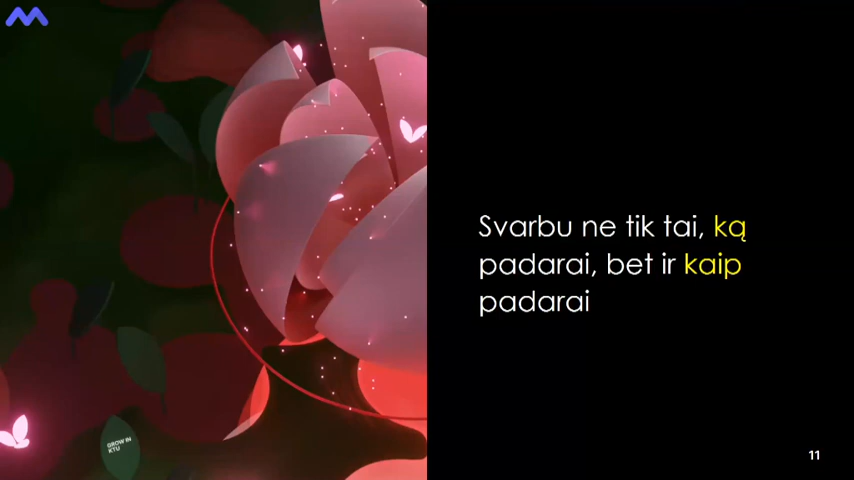 Svarbu ne tik tai, ką
padarai, bet ir kaip
padarai
GROW IN
KTU
11